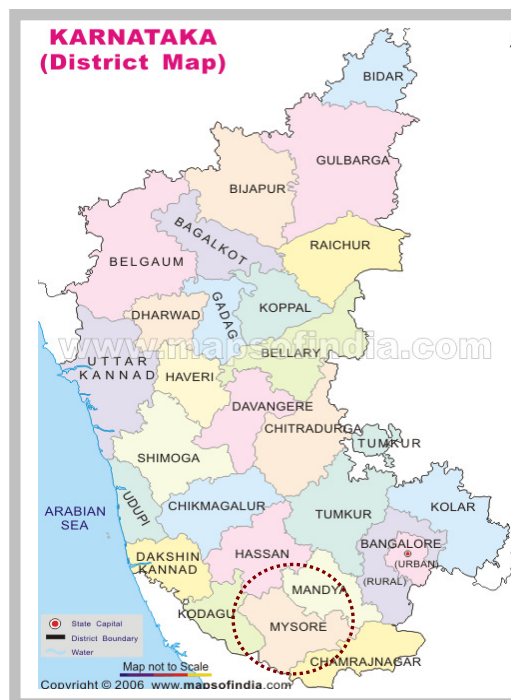 KARNATAKA
(District Map)
BIDAR
GULBARGA
BIJAPUR
BAGALKOT
RAICHUR
BELGAUM
GADAG
KOPPAL
DHARWAD
www.mapsofindia.com
BELLARY
UTTAR
KANNAD
HAVERI
DAVANGERE
CHITRADURGA
TUMKUR
SHIMOGA
UDUPI
CHIKMAGALUR
TUMKUR
KOLAR
ARABIAN
SEA
BANGALORE
(URBAN)
(RURAL)
DAKSHIN
KANNAD
HASSAN
MANDYA
KODAGU
MYSORE
CHAMRAJNAGAR
State Capital
District Boundary
Water
Map not to Scale
Copyright © 2006 www.mapsofindia.com